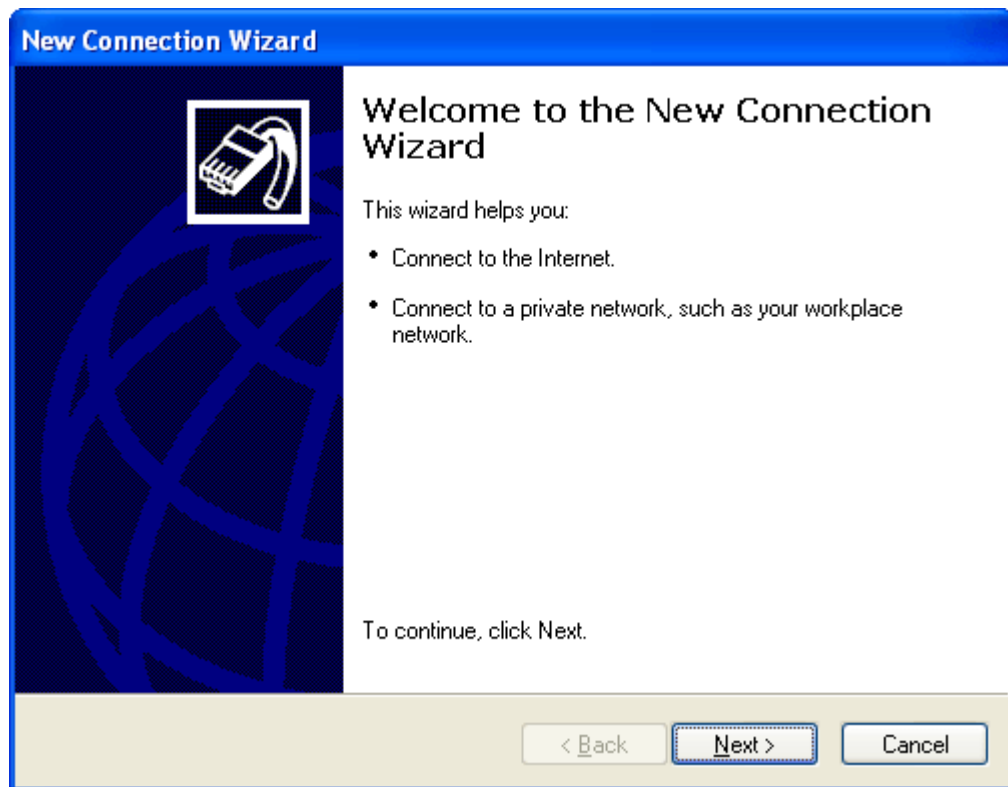 New Connection Wizard
Welcome to the New Connection
Wizard
This wizard helps you:
• Connect to the Internet.
• Connect to a private network, such as your workplace
network.
To continue, click Next.
< Back
Next >
Cancel